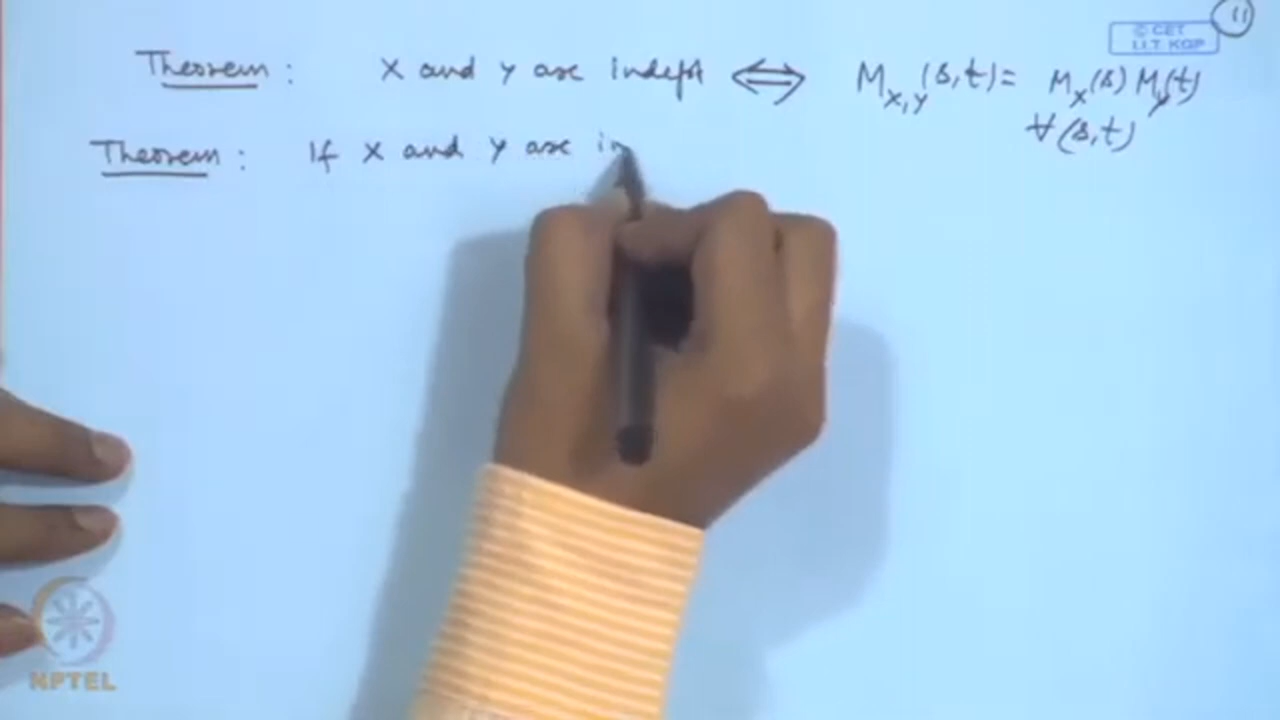 11
© CET
I.I.T. KGP
Theorem : X and Y are indept ⟺ M_{X,Y}(s,t) = M_X(s) M_Y(t)
∀ (s,t)
Theorem : If X and Y are in
NPTEL